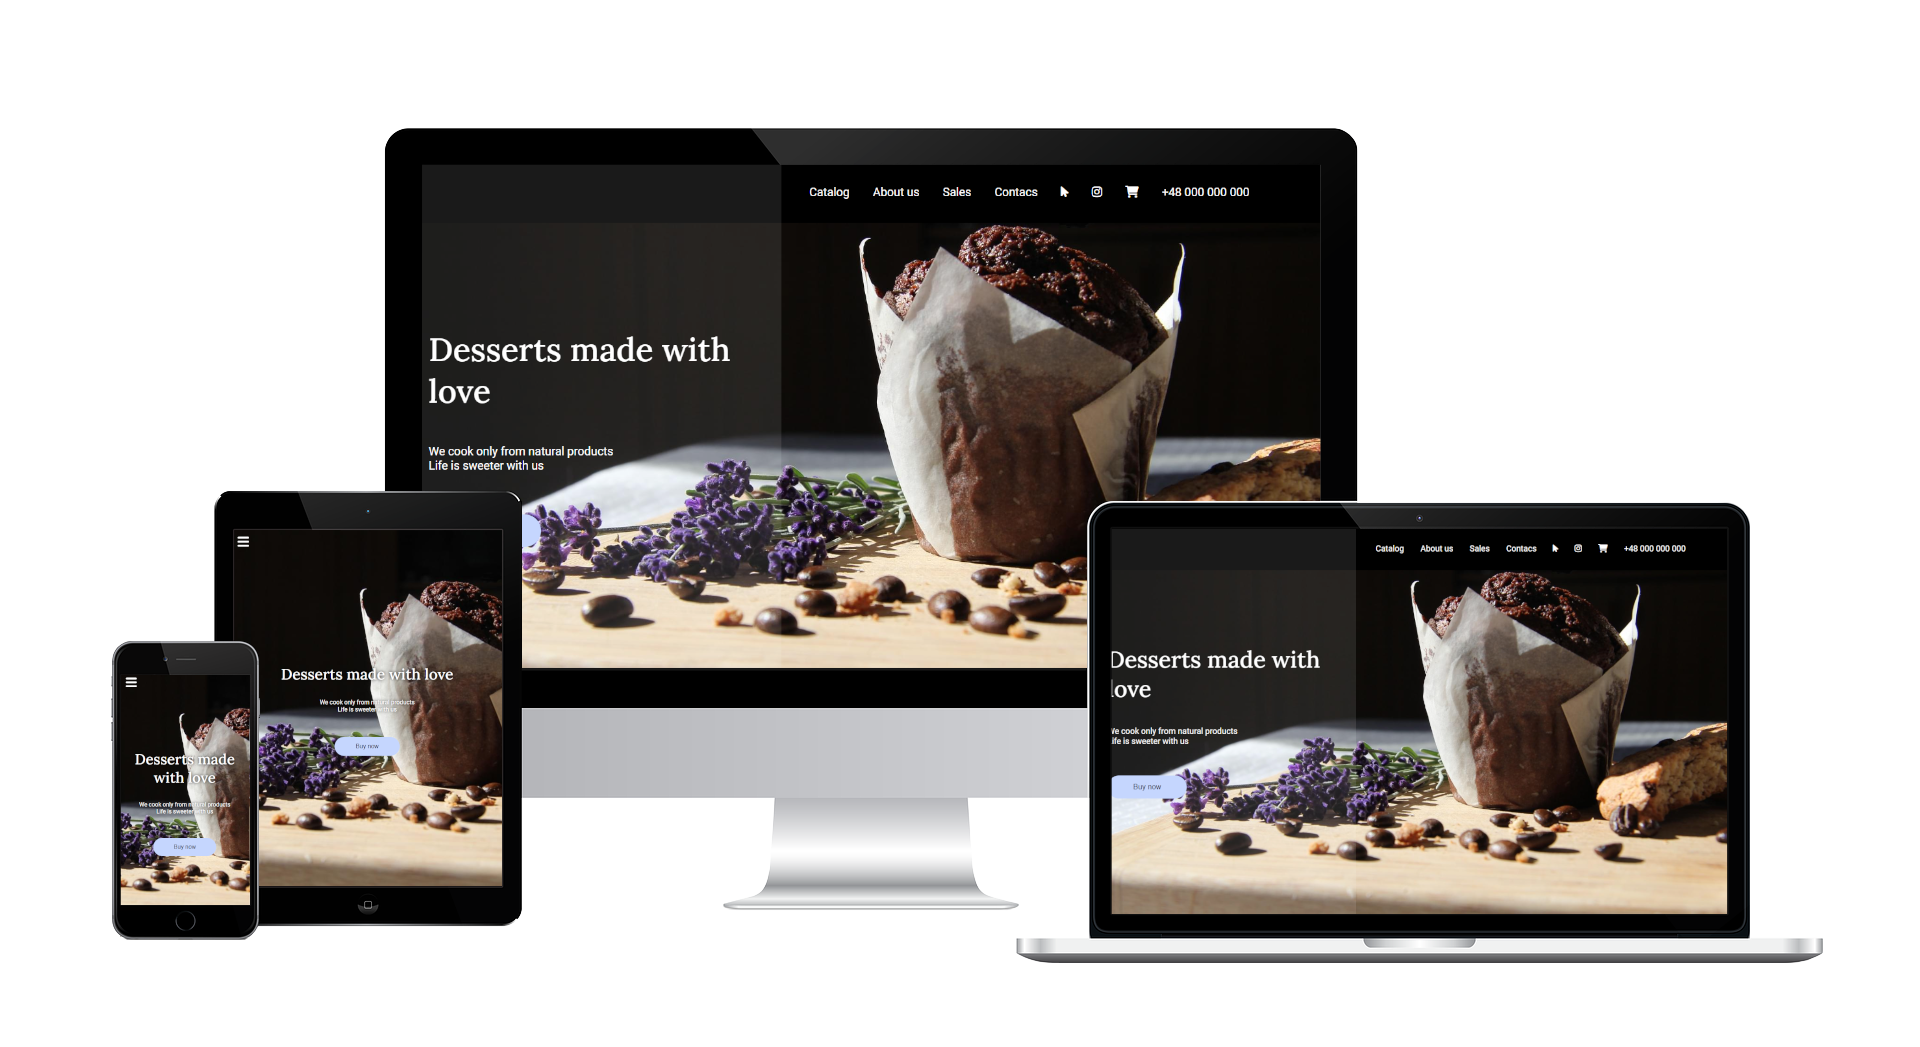 Catalog About us Sales Contacs +48 000 000 000
Desserts made with
love
We cook only from natural products
Life is sweeter with us
Desserts made with love
We cook only from natural products
Life is sweeter with us
Buy now
Desserts made
with love
We cook only from natural products
Life is sweeter with us
Buy now
Catalog About us Sales Contacs +48 000 000 000
Desserts made with
love
We cook only from natural products
Life is sweeter with us
Buy now